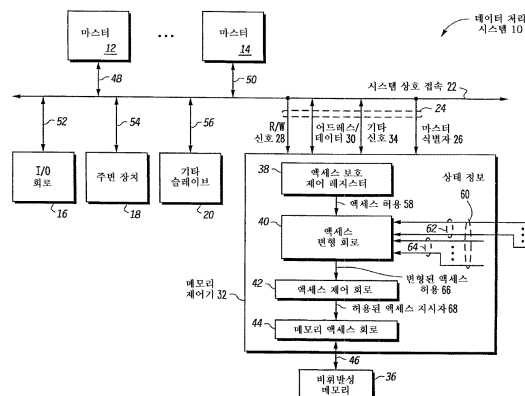 데이터 처리
시스템 10
마스터
12
...
마스터
14
48
50
시스템 상호 접속 22
24
52
54
56
R/W
신호 28
어드레스/
데이터 30
기타
신호 34
마스터
식별자 26
I/O
회로
16
주변 장치
18
기타
슬레이브
20
38
액세스 보호
제어 레지스터
상태 정보
60
액세스 허용 58
40
액세스
변형 회로
62
64
변형된 액세스
허용 66
메모리
제어기 32
42
액세스 제어 회로
허용된 액세스 지시자 68
44
메모리 액세스 회로
46
비휘발성
메모리
36